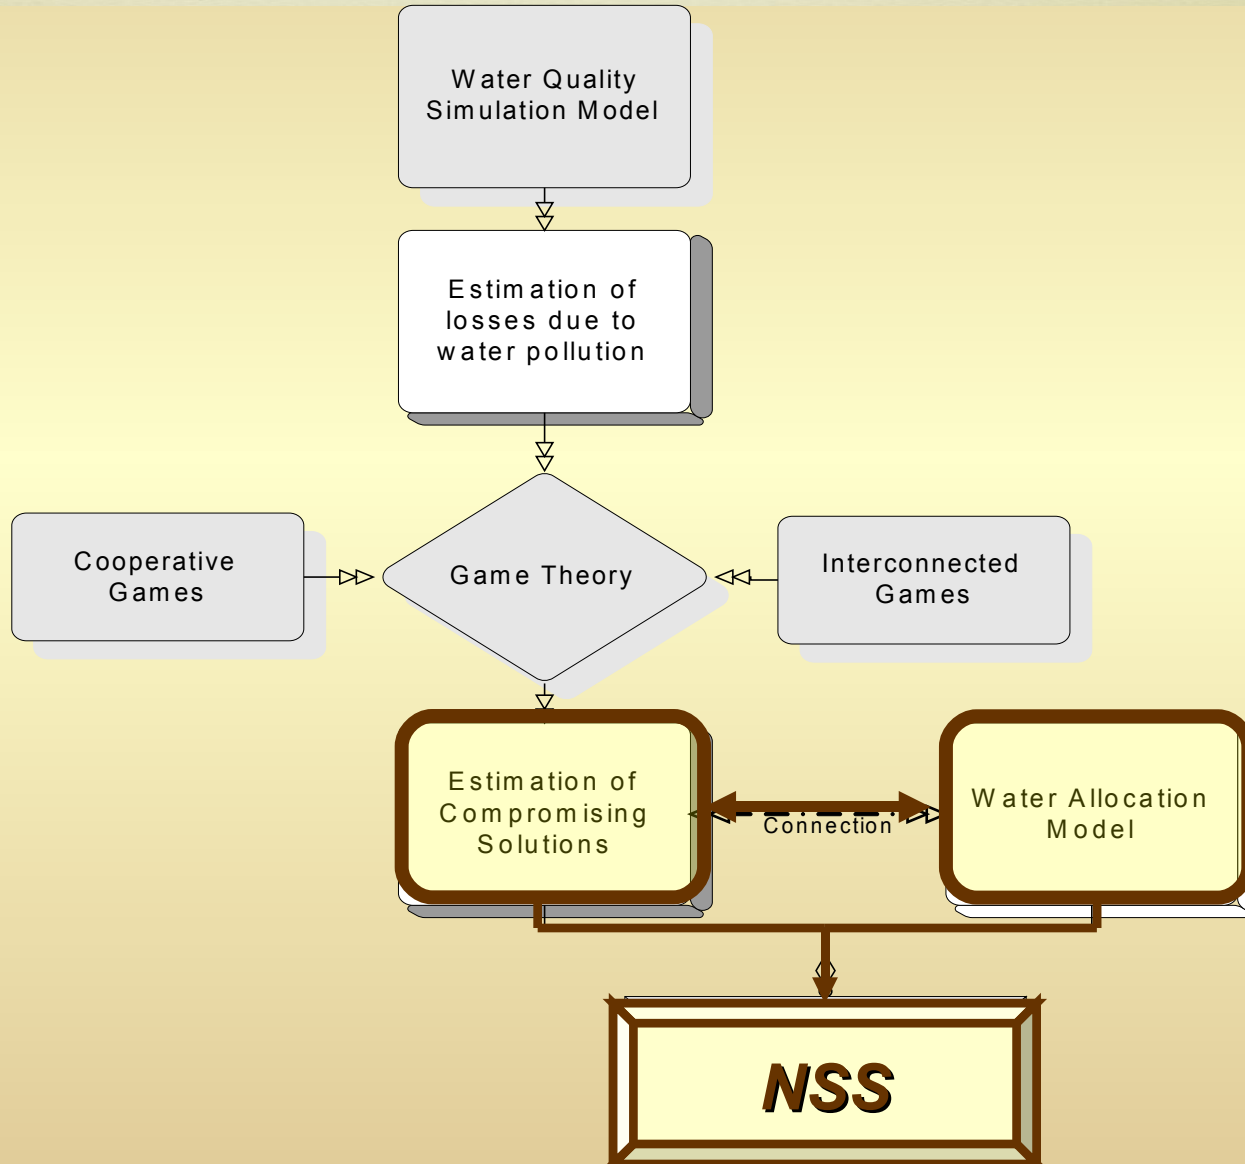 Water Quality
Simulation Model
Estimation of
losses due to
water pollution
Cooperative
Games
Game Theory
Interconnected
Games
Estimation of
Compromising
Solutions
Connection
Water Allocation
Model
NSS